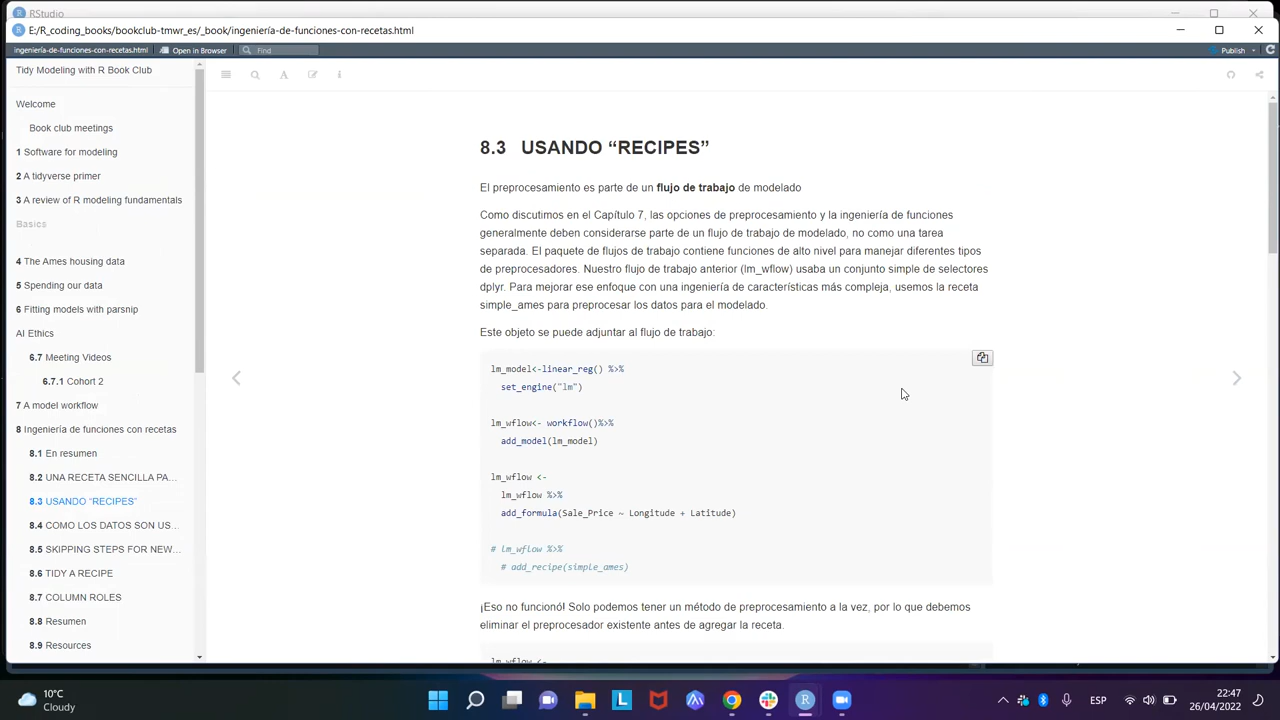 RStudio
E:/R_coding_books/bookclub-tmwr_es/_book/ingeniería-de-funciones-con-recetas.html
ingeniería-de-funciones-con-recetas.html
Open in Browser
Find
Publish
Tidy Modeling with R Book Club
Welcome
Book club meetings
1 Software for modeling
2 A tidyverse primer
3 A review of R modeling fundamentals
Basics
4 The Ames housing data
5 Spending our data
6 Fitting models with parsnip
AI Ethics
6.7 Meeting Videos
6.7.1 Cohort 2
7 A model workflow
8 Ingeniería de funciones con recetas
8.1 En resumen
8.2 UNA RECETA SENCILLA PA...
8.3 USANDO “RECIPES”
8.4 COMO LOS DATOS SON US...
8.5 SKIPPING STEPS FOR NEW...
8.6 TIDY A RECIPE
8.7 COLUMN ROLES
8.8 Resumen
8.9 Resources
8.3 USANDO “RECIPES”
El preprocesamiento es parte de un flujo de trabajo de modelado
Como discutimos en el Capítulo 7, las opciones de preprocesamiento y la ingeniería de funciones
generalmente deben considerarse parte de un flujo de trabajo de modelado, no como una tarea
separada. El paquete de flujos de trabajo contiene funciones de alto nivel para manejar diferentes tipos
de preprocesadores. Nuestro flujo de trabajo anterior (lm_wflow) usaba un conjunto simple de selectores
dplyr. Para mejorar ese enfoque con una ingeniería de características más compleja, usemos la receta
simple_ames para preprocesar los datos para el modelado.
Este objeto se puede adjuntar al flujo de trabajo:
lm_model<-linear_reg() %>%
set_engine("lm")
lm_wflow<- workflow()%>%
add_model(lm_model)
lm_wflow <-
lm_wflow %>%
add_formula(Sale_Price ~ Longitude + Latitude)
# lm_wflow %>%
# add_recipe(simple_ames)
¡Eso no funcionó! Solo podemos tener un método de preprocesamiento a la vez, por lo que debemos
eliminar el preprocesador existente antes de agregar la receta.
lm_wflow <-
10°C
Cloudy
ESP
22:47
26/04/2022